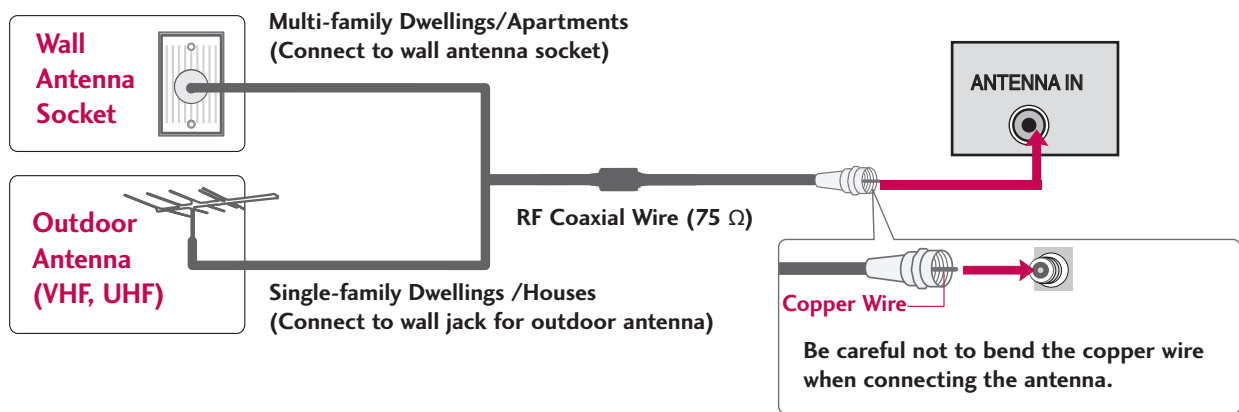 Wall
Antenna
Socket
Multi-family Dwellings/Apartments
(Connect to wall antenna socket)
ANTENNA IN
Outdoor
Antenna
(VHF, UHF)
RF Coaxial Wire (75 Ω)
Single-family Dwellings /Houses
(Connect to wall jack for outdoor antenna)
Copper Wire
Be careful not to bend the copper wire
when connecting the antenna.